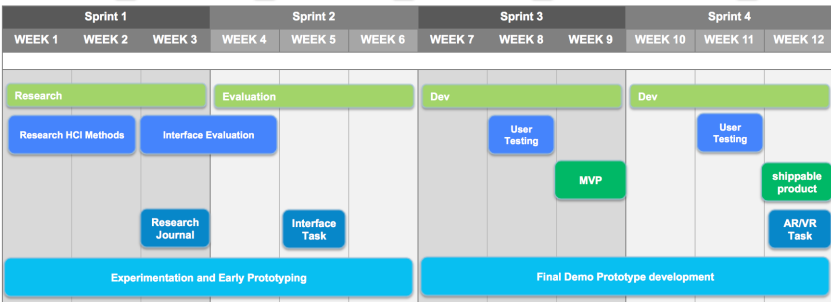 Sprint 1 Sprint 2 Sprint 3 Sprint 4
WEEK 1 WEEK 2 WEEK 3 WEEK 4 WEEK 5 WEEK 6 WEEK 7 WEEK 8 WEEK 9 WEEK 10 WEEK 11 WEEK 12
Research Evaluation Dev Dev
Research HCI Methods
Interface Evaluation
User
Testing
User
Testing
MVP
shippable
product
Research
Journal
Interface
Task
AR/VR
Task
Experimentation and Early Prototyping
Final Demo Prototype development